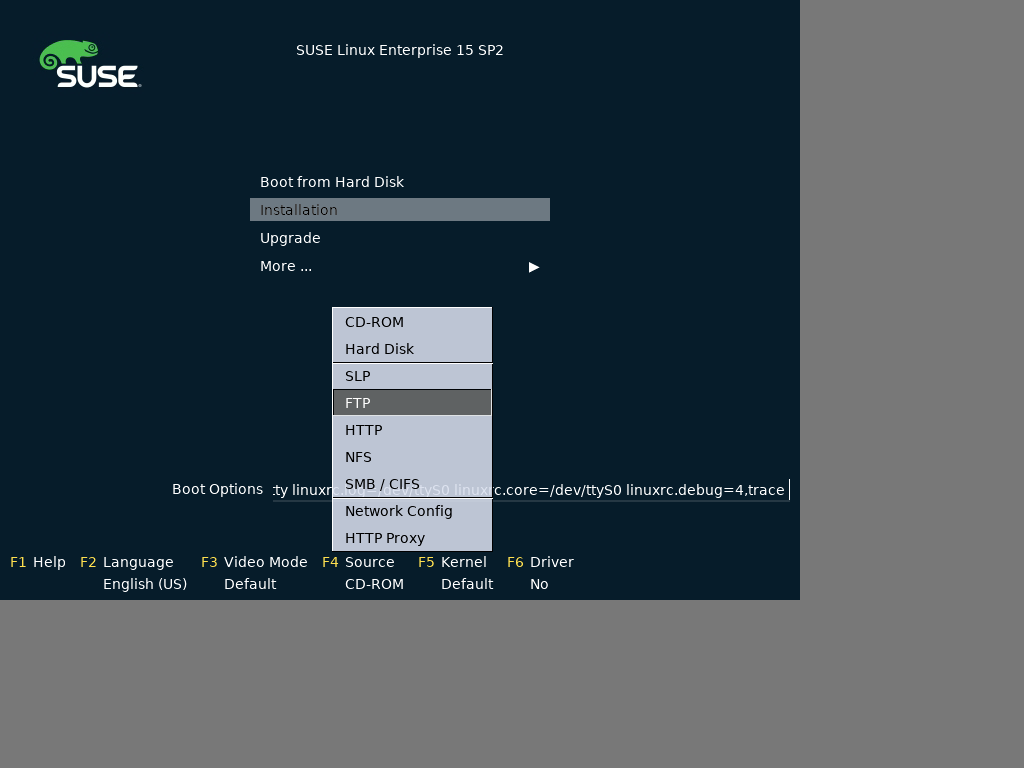 SUSE
SUSE Linux Enterprise 15 SP2
Boot from Hard Disk
Installation
Upgrade
More ...
CD-ROM
Hard Disk
SLP
FTP
HTTP
NFS
SMB / CIFS
Boot Options :tty linuxrc.log=/dev/ttyS0 linuxrc.core=/dev/ttyS0 linuxrc.debug=4,trace
Network Config
HTTP Proxy
F1 Help F2 Language F3 Video Mode F4 Source F5 Kernel F6 Driver
English (US) Default CD-ROM Default No